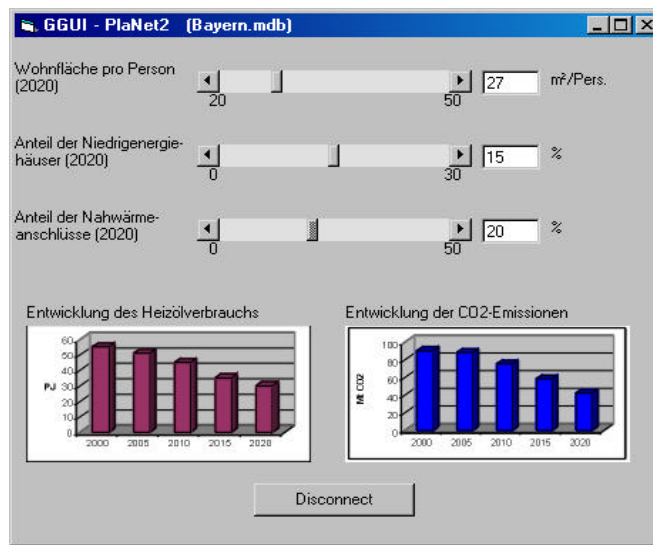 GGUI - PlaNet2 (Bayern.mdb)
Wohnfläche pro Person
(2020)
20
50
27
m²/Pers.
Anteil der Niedrigenergie-
häuser (2020)
0
30
15
%
Anteil der Nahwärme-
anschlüsse (2020)
0
50
20
%
Entwicklung des Heizölverbrauchs
60
50
40
30
20
10
0
PJ
2000 2005 2010 2015 2020
Entwicklung der CO2-Emissionen
100
80
60
40
20
0
Mt CO2
2000 2005 2010 2015 2020
Disconnect